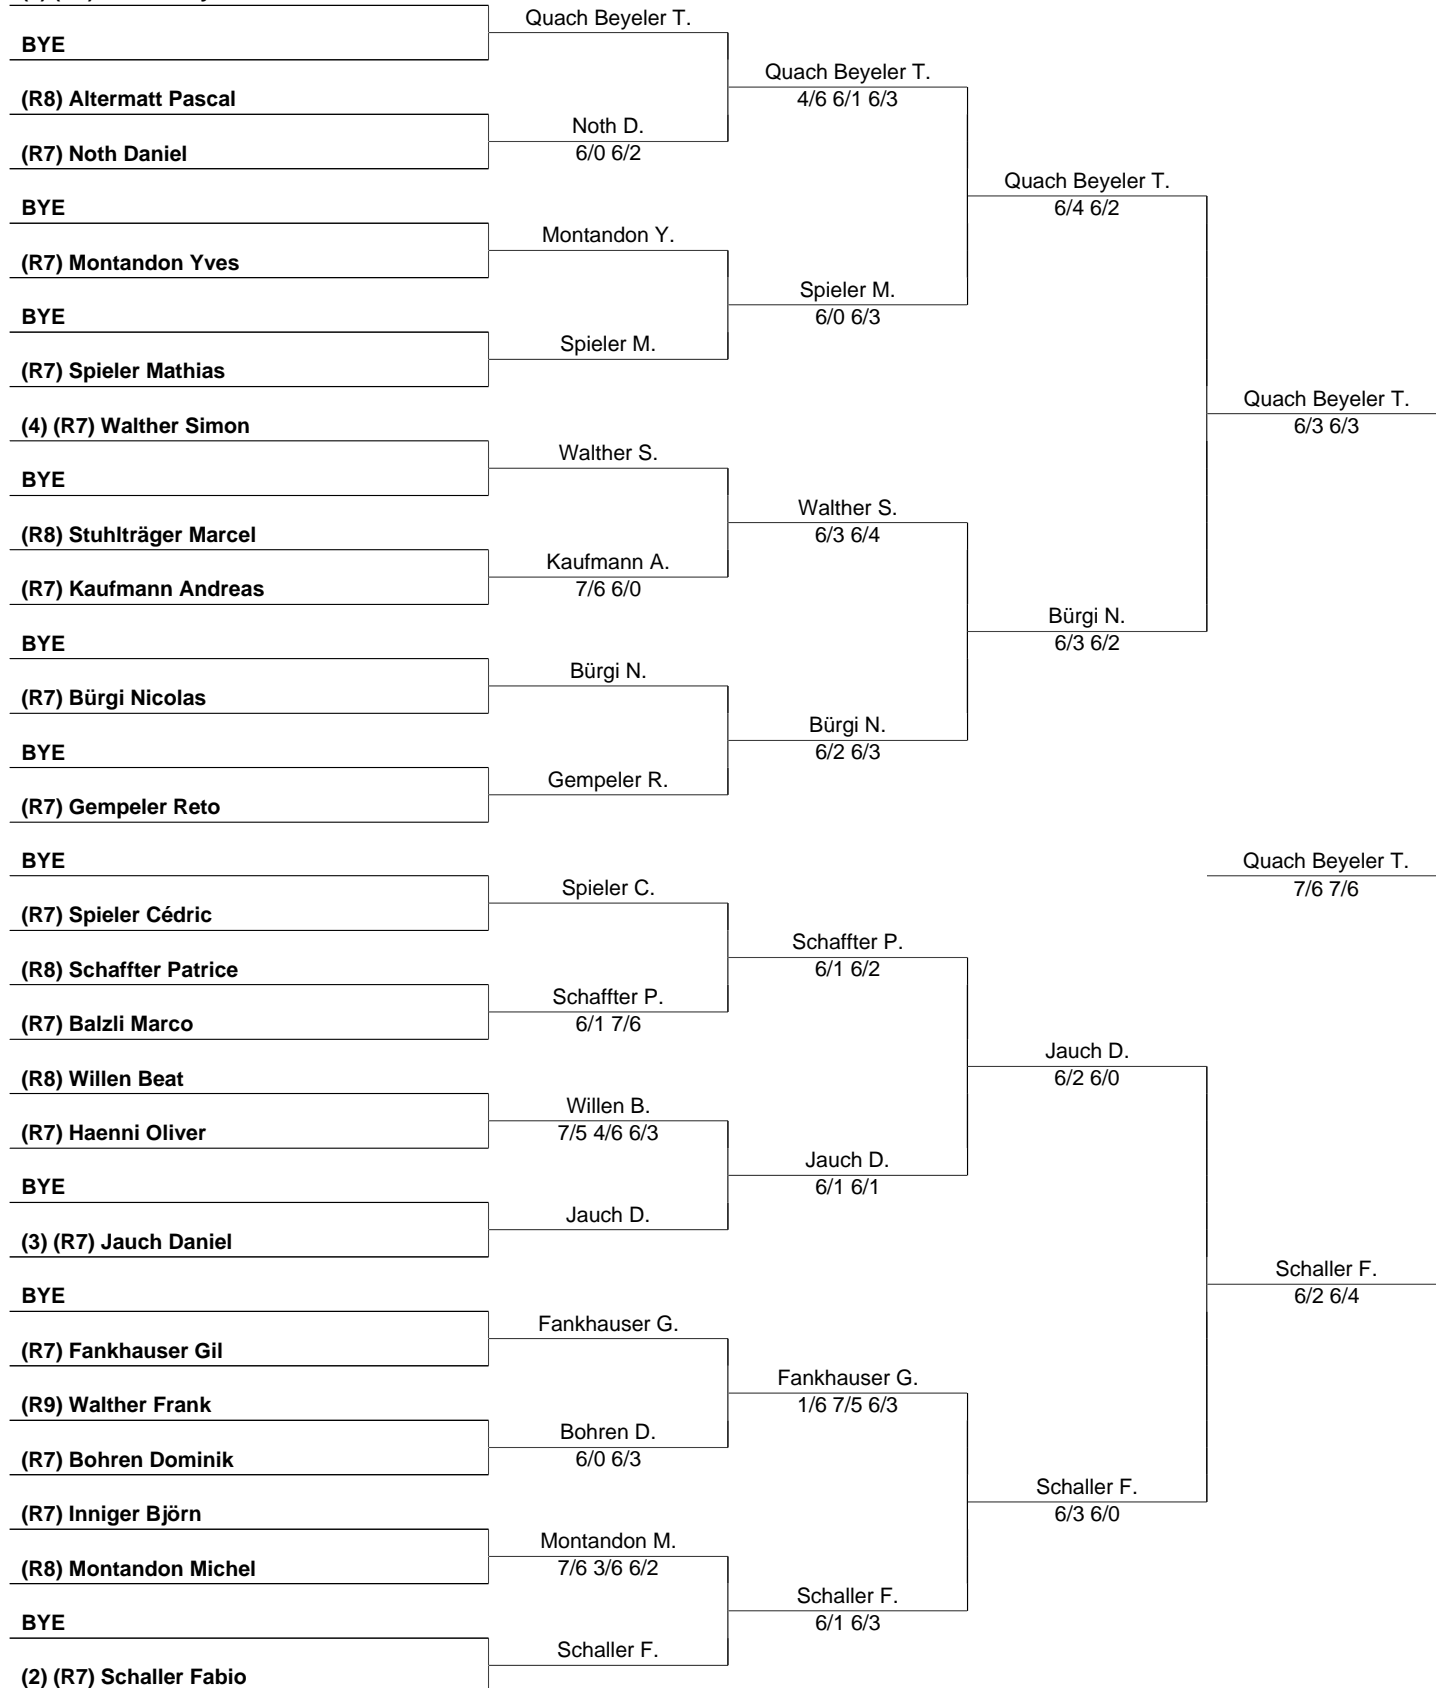 Quach Beyeler T.
BYE
Quach Beyeler T.
(R8) Altermatt Pascal
4/6 6/1 6/3
Noth D.
(R7) Noth Daniel
6/0 6/2
Quach Beyeler T.
BYE
6/4 6/2
Montandon Y.
(R7) Montandon Yves
Spieler M.
BYE
6/0 6/3
Spieler M.
(R7) Spieler Mathias
Quach Beyeler T.
(4) (R7) Walther Simon
6/3 6/3
Walther S.
BYE
Walther S.
(R8) Stuhlträger Marcel
6/3 6/4
Kaufmann A.
(R7) Kaufmann Andreas
7/6 6/0
Bürgi N.
BYE
6/3 6/2
Bürgi N.
(R7) Bürgi Nicolas
Bürgi N.
BYE
6/2 6/3
Gempeler R.
(R7) Gempeler Reto
BYE
Quach Beyeler T.
7/6 7/6
Spieler C.
(R7) Spieler Cédric
Schaffter P.
(R8) Schaffter Patrice
6/1 6/2
Schaffter P.
(R7) Balzli Marco
6/1 7/6
Jauch D.
(R8) Willen Beat
6/2 6/0
Willen B.
(R7) Haenni Oliver
7/5 4/6 6/3
Jauch D.
BYE
6/1 6/1
Jauch D.
(3) (R7) Jauch Daniel
Schaller F.
BYE
6/2 6/4
Fankhauser G.
(R7) Fankhauser Gil
Fankhauser G.
(R9) Walther Frank
1/6 7/5 6/3
Bohren D.
(R7) Bohren Dominik
6/0 6/3
Schaller F.
(R7) Inniger Björn
6/3 6/0
Montandon M.
(R8) Montandon Michel
7/6 3/6 6/2
Schaller F.
BYE
6/1 6/3
Schaller F.
(2) (R7) Schaller Fabio